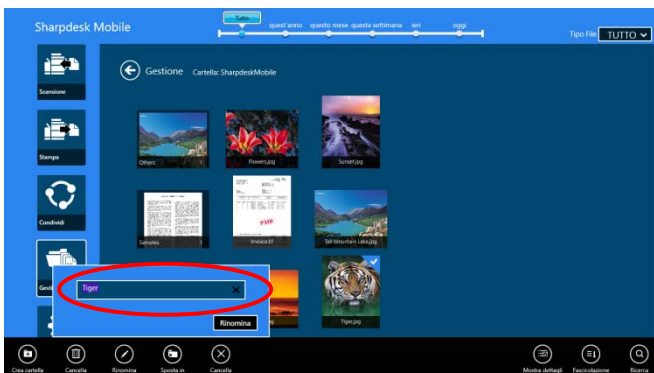 Sharpdesk Mobile
Tutto
quest'anno
questo mese
questa settimana
ieri
oggi
Tipo File
TUTTO
Scansione
Stampa
Condividi
Gestione
Cartella: SharpdeskMobile
Others
Flowers.jpg
Sunset.jpg
Samples
Invoice.tif
PAID
Tall Mountain Lake.jpg
Tiger.jpg
Tiger
Rinomina
Crea cartella
Cancella
Rinomina
Sposta in
Cancella
Mostra dettagli
Fascicolazione
Ricerca